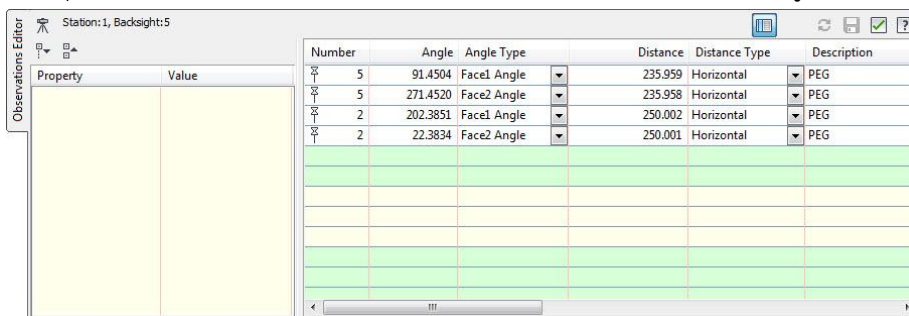 Observations Editor
Station:1, Backsight:5
Property Value
Number Angle Angle Type Distance Distance Type Description
5 91.4504 Face1 Angle 235.959 Horizontal PEG
5 271.4520 Face2 Angle 235.958 Horizontal PEG
2 202.3851 Face1 Angle 250.002 Horizontal PEG
2 22.3834 Face2 Angle 250.001 Horizontal PEG